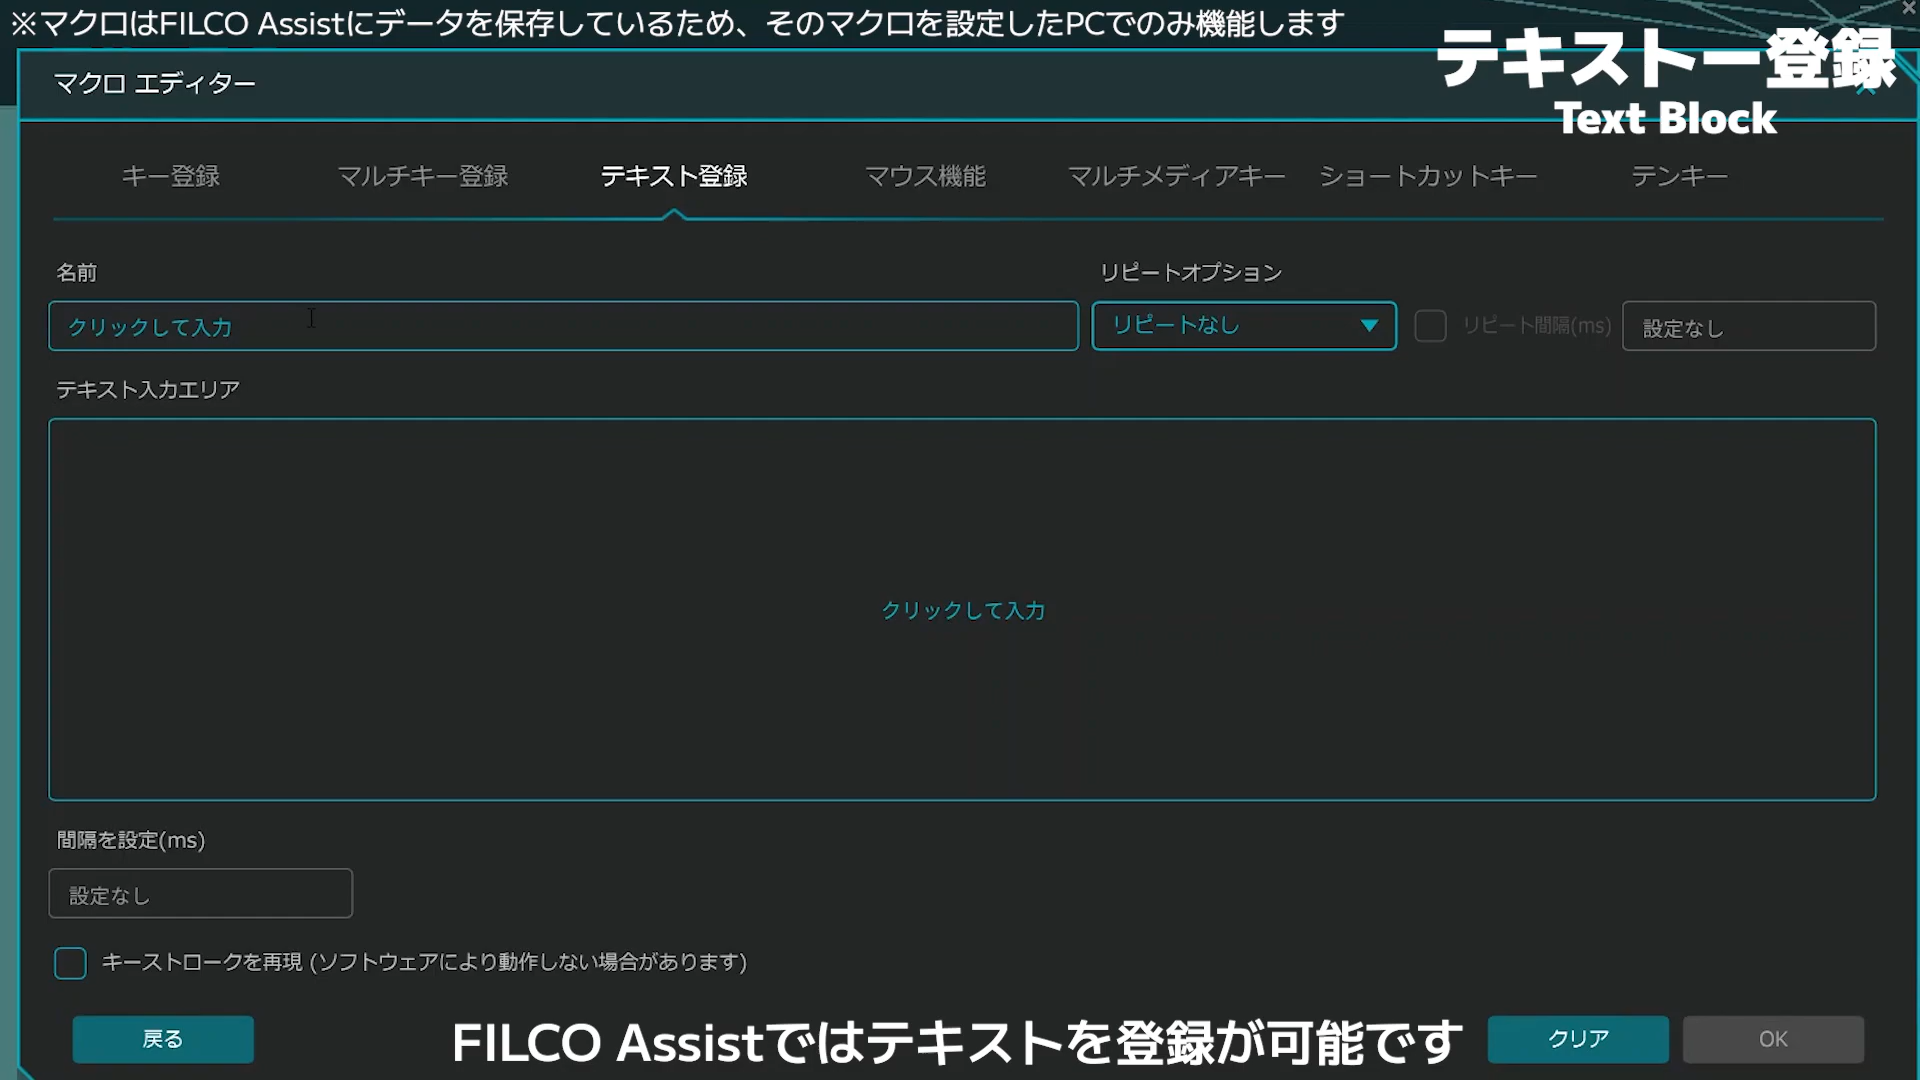 ※マクロはFILCO Assistにデータを保存しているため、そのマクロを設定したPCでのみ機能します
テキストー登録
Text Block
マクロ エディター
キー登録 マルチキー登録 テキスト登録 マウス機能 マルチメディアキー ショートカットキー テンキー
名前 リピートオプション
クリックして入力 リピートなし リピート間隔(ms) 設定なし
テキスト入力エリア
クリックして入力
間隔を設定(ms)
設定なし
キーストロークを再現 (ソフトウェアにより動作しない場合があります)
戻る FILCO Assistではテキストを登録が可能です クリア OK